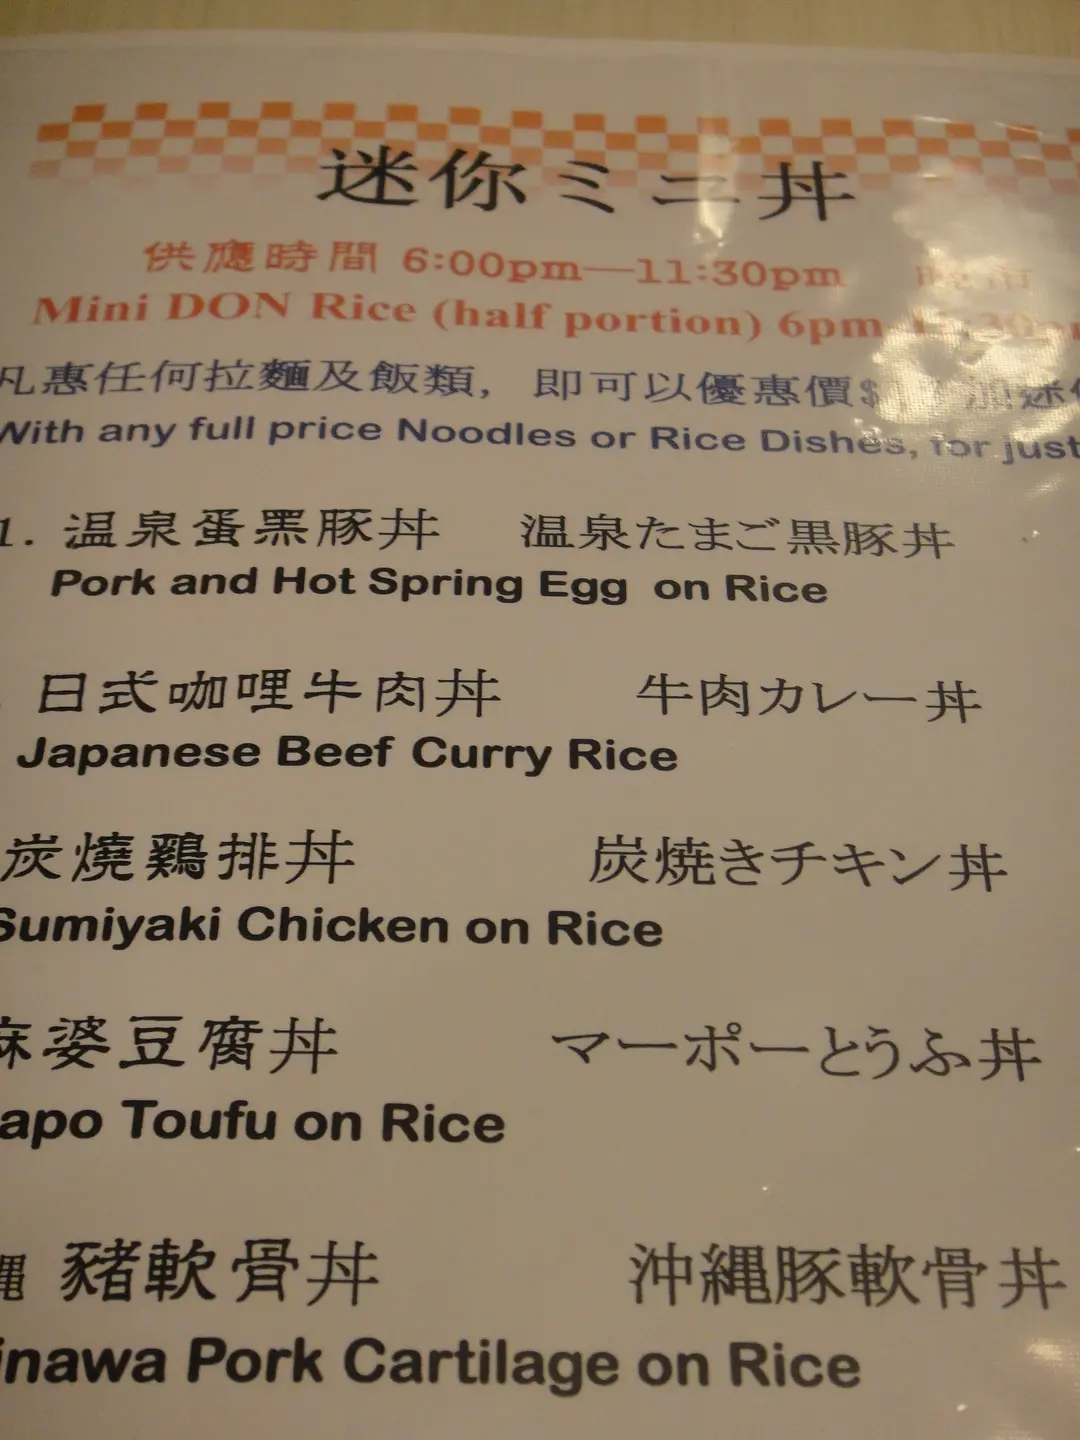 迷你ミニ丼
供應時間 6:00pm—11:30pm
Mini DON Rice (half portion) 6pm
凡惠任何拉麵及飯類，即可以優惠價$
With any full price Noodles or Rice Dishes, for just
1. 温泉蛋黑豚丼 温泉たまご黒豚丼
Pork and Hot Spring Egg on Rice
日式咖哩牛肉丼 牛肉カレー丼
Japanese Beef Curry Rice
炭燒鷄排丼 炭焼きチキン丼
Sumiyaki Chicken on Rice
麻婆豆腐丼 マーポーとうふ丼
apo Toufu on Rice
縄 豬軟骨丼 沖縄豚軟骨丼
inawa Pork Cartilage on Rice